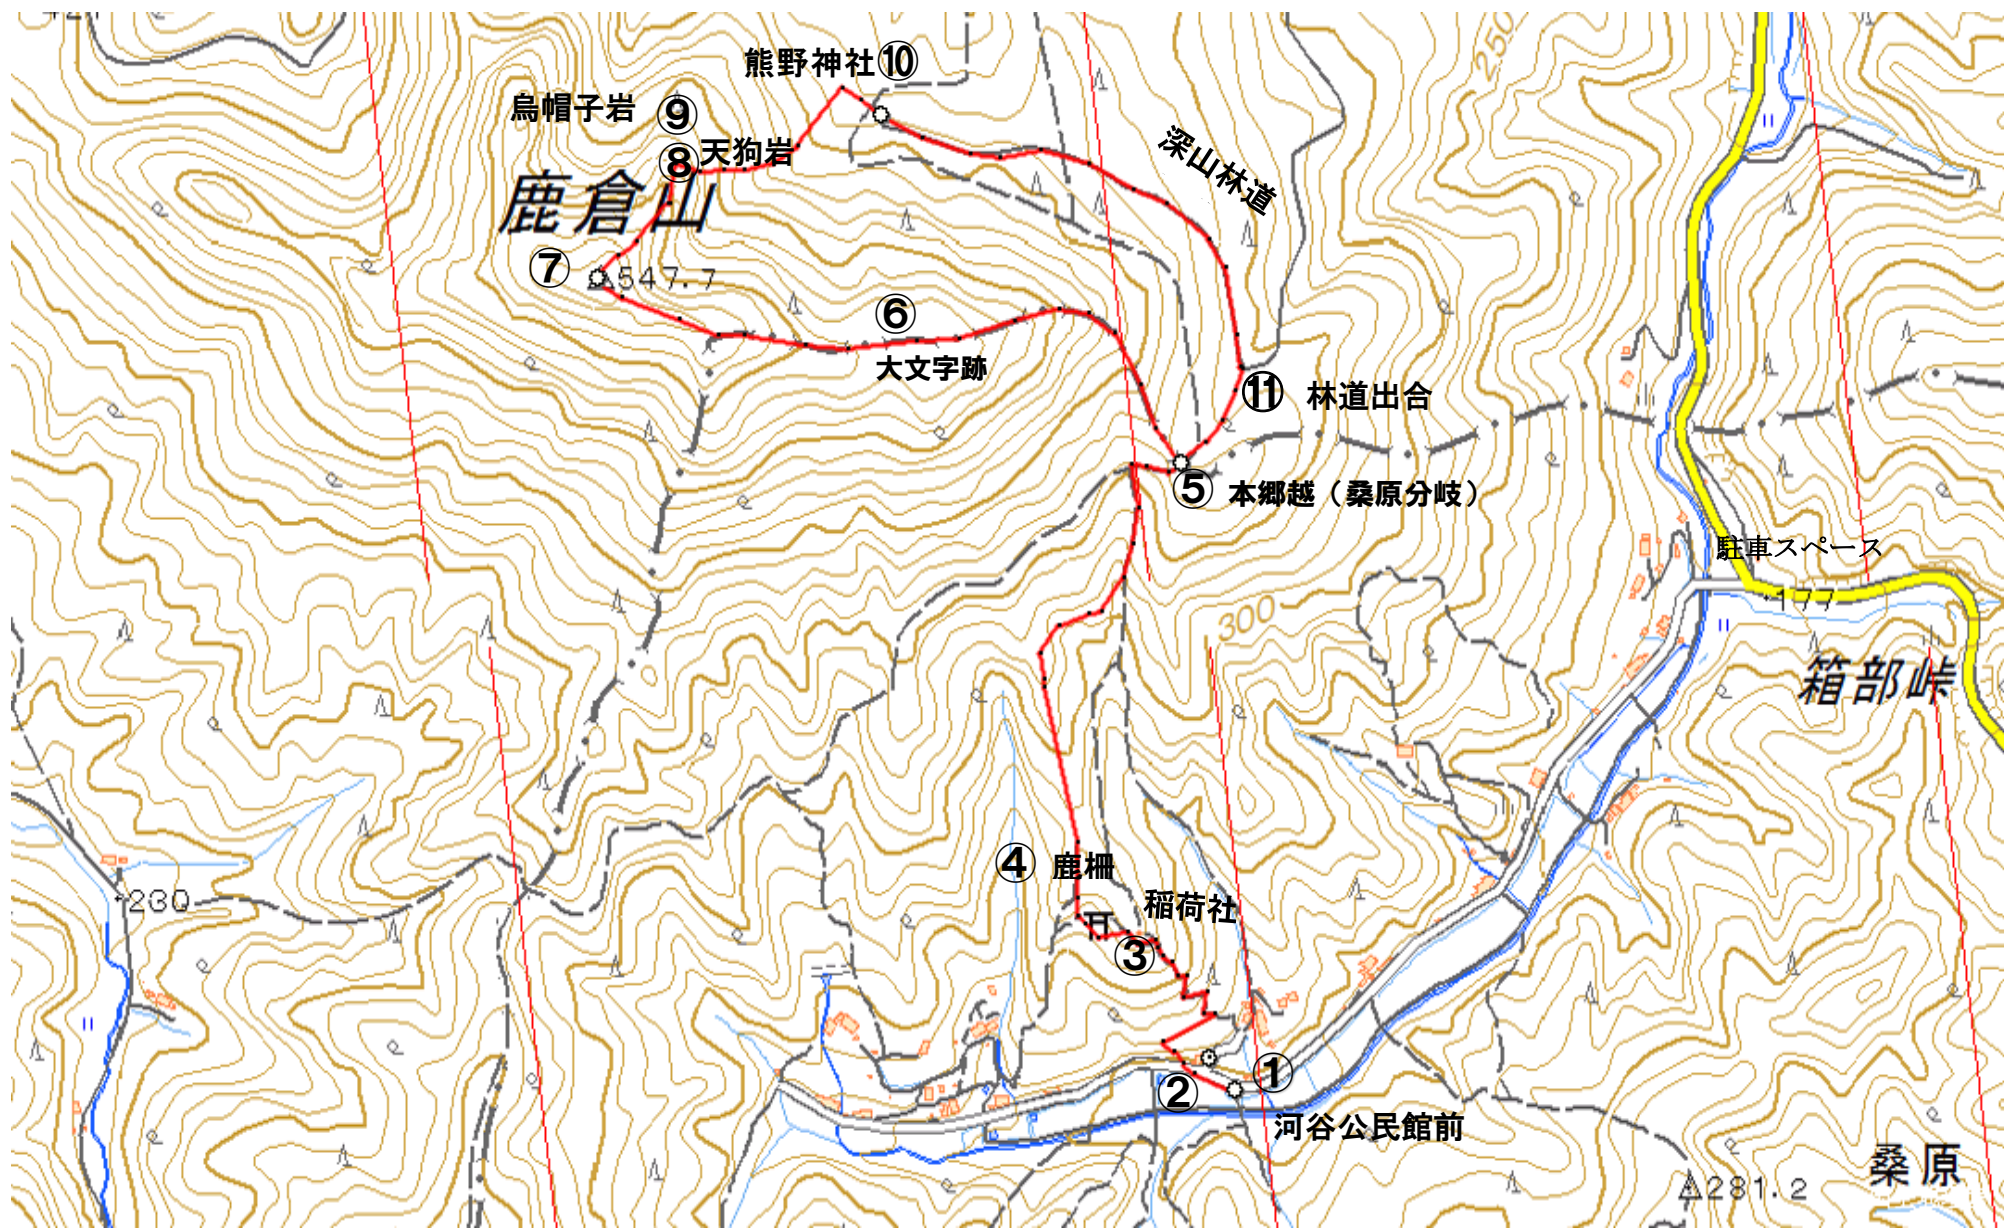 熊野神社⑩
烏帽子岩 ⑨
⑧天狗岩
鹿倉山
深山林道
250
⑦
547.7
⑥
大文字跡
⑪ 林道出合
⑤ 本郷越（桑原分岐）
駐車スペース
177
300
箱部峠
④ 鹿柵
230
稲荷社
③
①
②
河谷公民館前
桑原
281.2